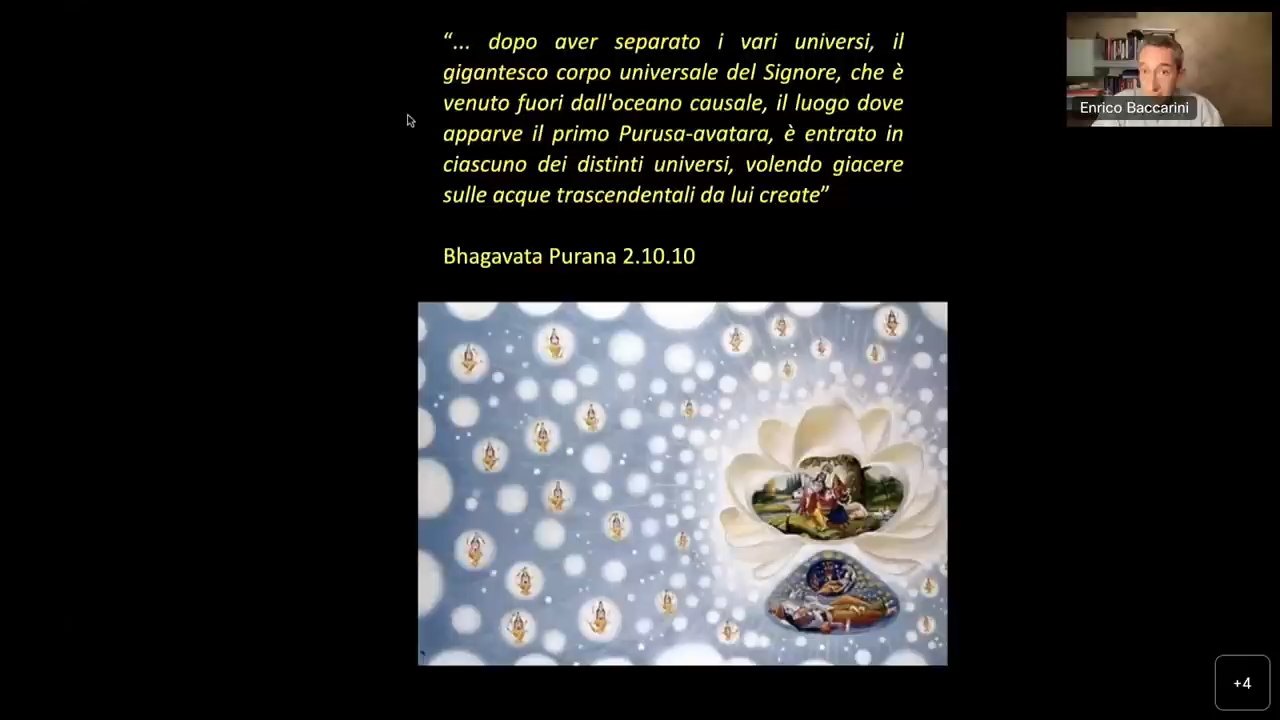 “... dopo aver separato i vari universi, il
gigantesco corpo universale del Signore, che è
venuto fuori dall'oceano causale, il luogo dove
apparve il primo Purusa-avatara, è entrato in
ciascuno dei distinti universi, volendo giacere
sulle acque trascendentali da lui create”
Bhagavata Purana 2.10.10
Enrico Baccarini
+4